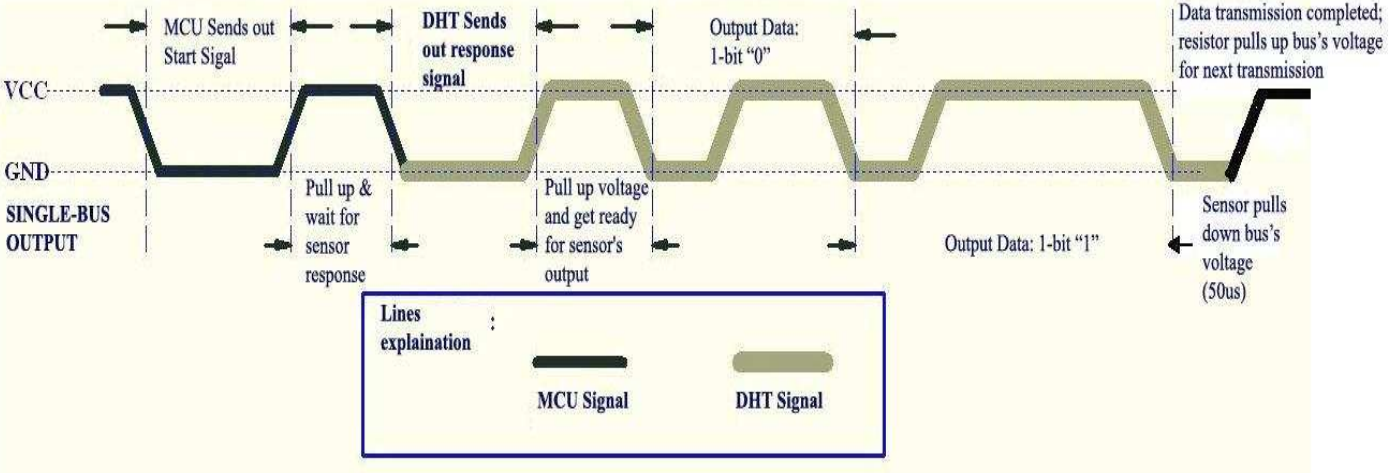 MCU Sends out
Start Sigal
DHT Sends
out response
signal
Output Data:
1-bit “0”
Data transmission completed;
resistor pulls up bus’s voltage
for next transmission
VCC
GND
SINGLE-BUS
OUTPUT
Pull up &
wait for
sensor
response
Pull up voltage
and get ready
for sensor's
output
Output Data: 1-bit “1”
Sensor pulls
down bus’s
voltage
(50us)
Lines
explaination :
MCU Signal
DHT Signal